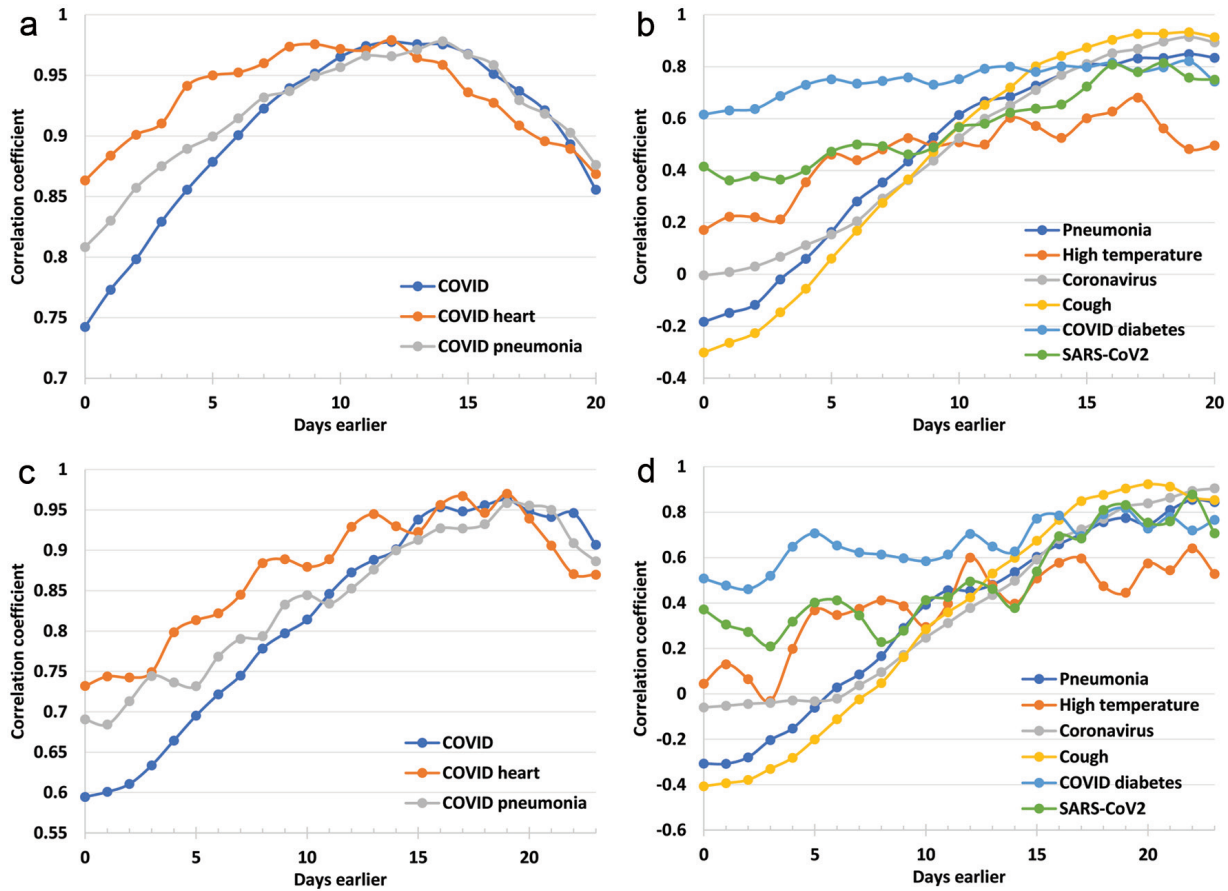 a
1
0.95
0.9
0.85
0.8
0.75
0.7
Correlation coefficient
0 5 10 15 20
Days earlier
COVID
COVID heart
COVID pneumonia
b
1
0.8
0.6
0.4
0.2
0
-0.2
-0.4
Correlation coefficient
0 5 10 15 20
Days earlier
Pneumonia
High temperature
Coronavirus
Cough
COVID diabetes
SARS-CoV2
c
1
0.95
0.9
0.85
0.8
0.75
0.7
0.65
0.6
0.55
Correlation coefficient
0 5 10 15 20
Days earlier
COVID
COVID heart
COVID pneumonia
d
1
0.8
0.6
0.4
0.2
0
-0.2
-0.4
-0.6
Correlation coefficient
0 5 10 15 20
Days earlier
Pneumonia
High temperature
Coronavirus
Cough
COVID diabetes
SARS-CoV2